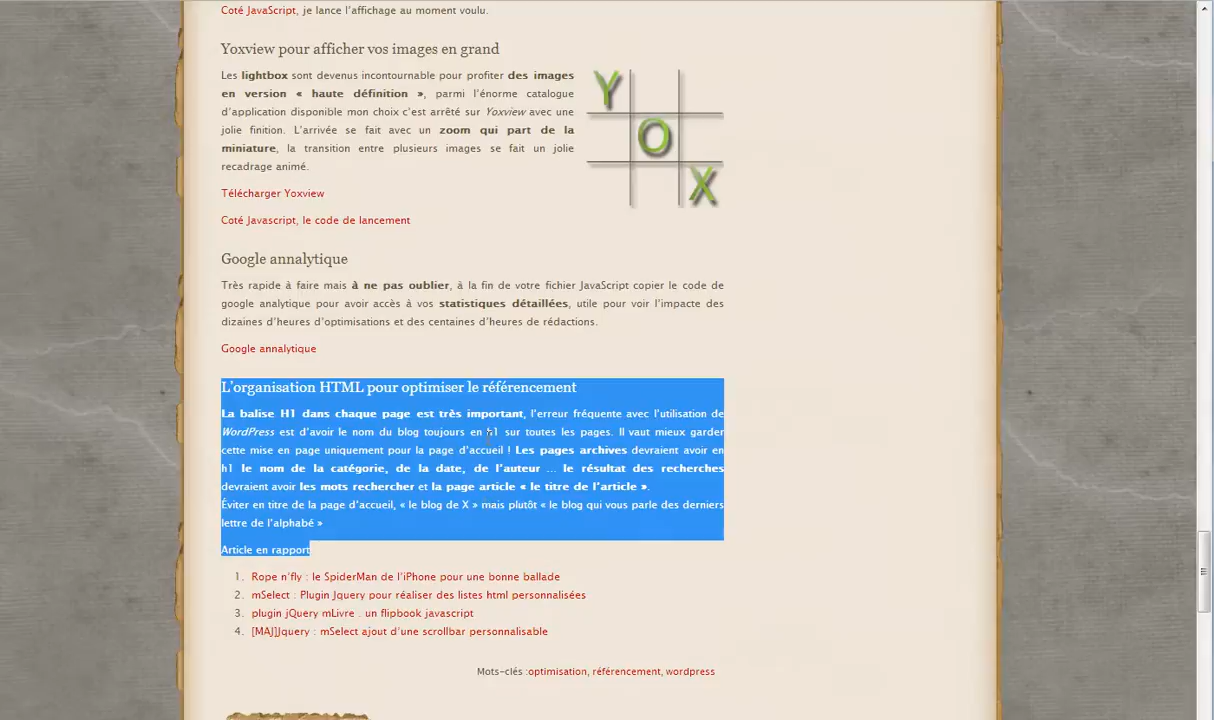 Coté JavaScript, je lance l'affichage au moment voulu.
Yoxview pour afficher vos images en grand
Les lightbox sont devenus incontournable pour profiter des images
en version « haute définition », parmi l'énorme catalogue
d'application disponible mon choix c'est arrêté sur Yoxview avec une
jolie finition. L'arrivée se fait avec un zoom qui part de la
miniature, la transition entre plusieurs images se fait un jolie
recadrage animé.
Y
O
X
Télécharger Yoxview
Coté Javascript, le code de lancement
Google annalytique
Très rapide à faire mais à ne pas oublier, à la fin de votre fichier JavaScript copier le code de
google analytique pour avoir accès à vos statistiques détaillées, utile pour voir l'impacte des
dizaines d'heures d'optimisations et des centaines d'heures de rédactions.
Google annalytique
L'organisation HTML pour optimiser le référencement
La balise H1 dans chaque page est très important, l'erreur fréquente avec l'utilisation de
WordPress est d'avoir le nom du blog toujours en h1 sur toutes les pages. Il vaut mieux garder
cette mise en page uniquement pour la page d'accueil ! Les pages archives devraient avoir en
h1 le nom de la catégorie, de la date, de l'auteur ... le résultat des recherches
devraient avoir les mots rechercher et la page article « le titre de l'article ».
Éviter en titre de la page d'accueil, « le blog de X » mais plutôt « le blog qui vous parle des derniers
lettre de l'alphabé »
Article en rapport
1. Rope n'fly : le SpiderMan de l'iPhone pour une bonne ballade
2. mSelect : Plugin Jquery pour réaliser des listes html personnalisées
3. plugin jQuery mLivre : un flipbook javascript
4. [MAJ]Jquery : mSelect ajout d'une scrollbar personnalisable
Mots-clés :optimisation, référencement, wordpress